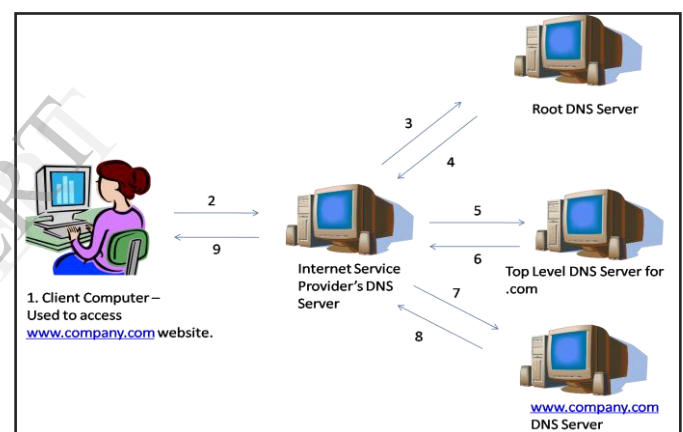 Root DNS Server
3
4
2
9
5
6
Internet Service
Provider's DNS
Server
Top Level DNS Server for
.com
1. Client Computer –
Used to access
www.company.com website.
7
8
www.company.com
DNS Server